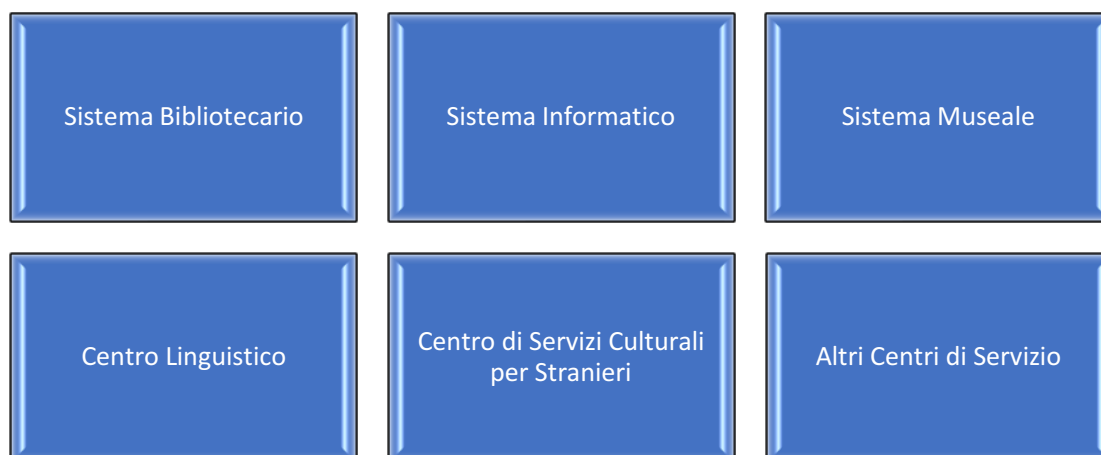 Sistema Bibliotecario
Sistema Informatico
Sistema Museale
Centro Linguistico
Centro di Servizi Culturali
per Stranieri
Altri Centri di Servizio